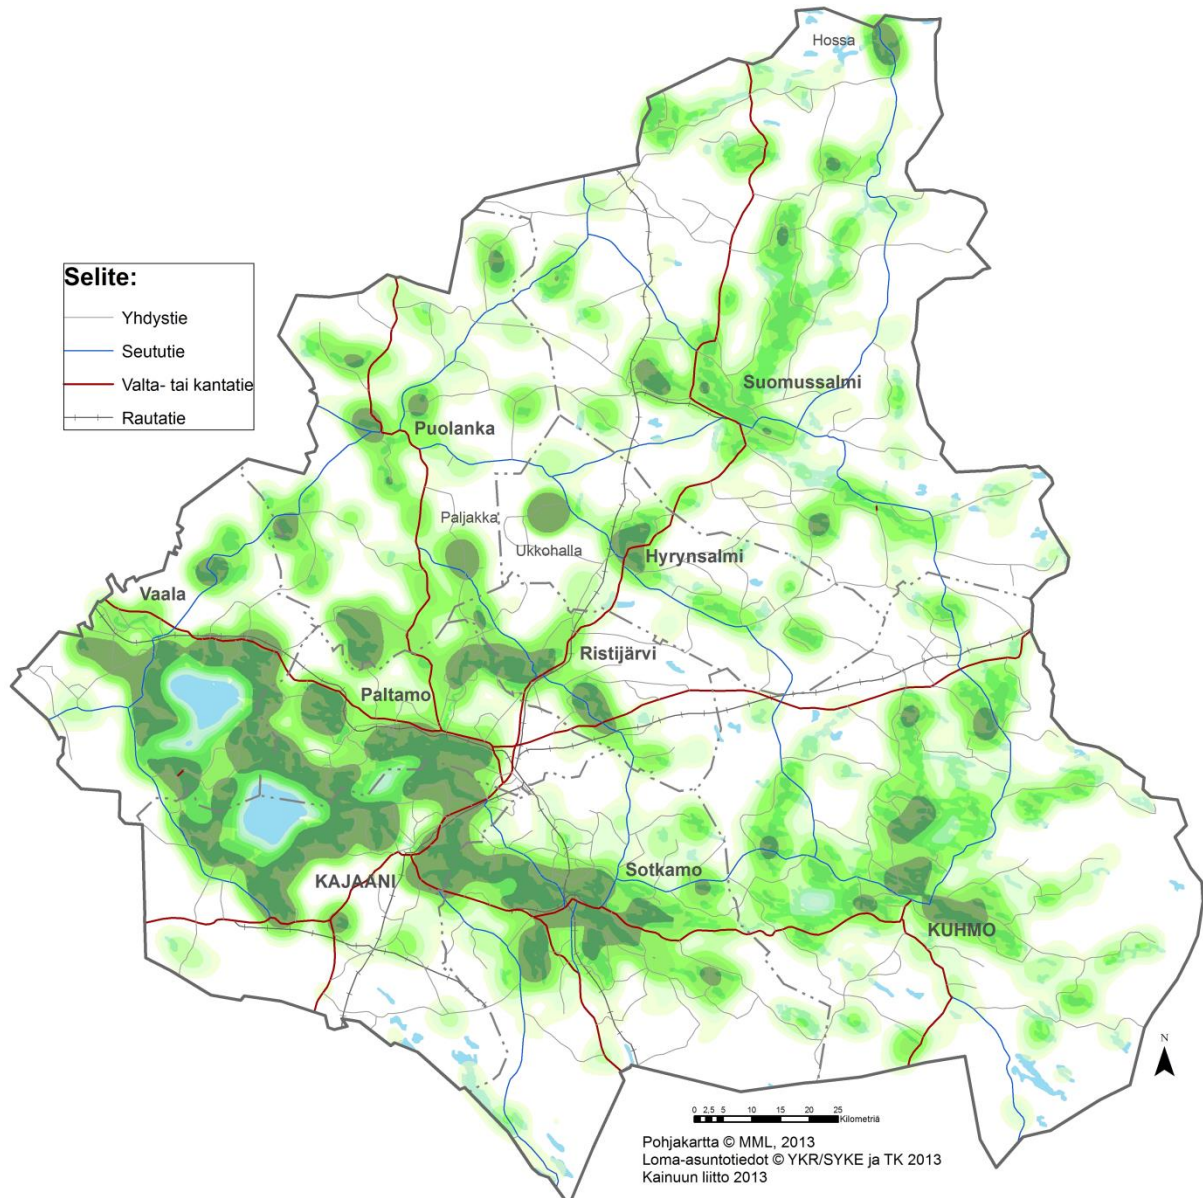 Hossa
Selite:
Yhdystie
Seututie
Valta- tai kantatie
Rautatie
Suomussalmi
Puolanka
Paljakka
Ukkohalla
Hyrynsalmi
Vaala
Ristijärvi
Paltamo
Sotkamo
KAJAANI
KUHMO
N
0 2,5 5 10 15 20 25
Kilometriä
Pohjakartta © MML, 2013
Loma-asuntotiedot © YKR/SYKE ja TK 2013
Kainuun liitto 2013